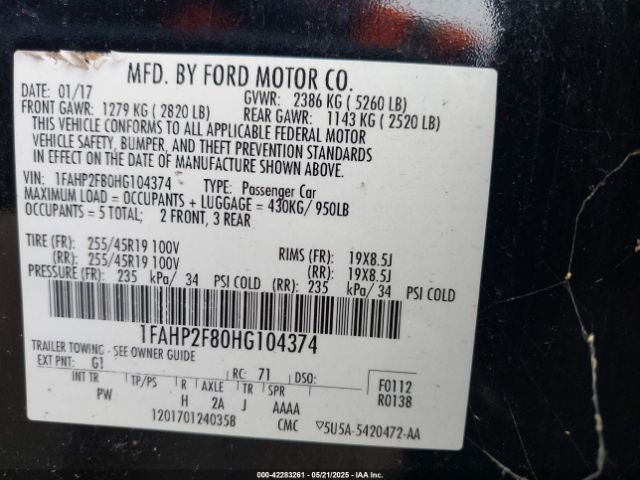 MFD. BY FORD MOTOR CO.
DATE: 01/17 GVWR: 2386 KG ( 5260 LB)
FRONT GAWR: 1279 KG ( 2820 LB) REAR GAWR: 1143 KG ( 2520 LB)
THIS VEHICLE CONFORMS TO ALL APPLICABLE FEDERAL MOTOR
VEHICLE SAFETY, BUMPER, AND THEFT PREVENTION STANDARDS
IN EFFECT ON THE DATE OF MANUFACTURE SHOWN ABOVE.
VIN: 1FAHP2F80HG104374 TYPE: Passenger Car
MAXIMUM LOAD = OCCUPANTS + LUGGAGE = 430KG/ 950LB
OCCUPANTS = 5 TOTAL; 2 FRONT, 3 REAR
TIRE (FR): 255/45R19 100V RIMS (FR): 19X8.5J
(RR): 255/45R19 100V (RR): 19X8.5J
PRESSURE (FR): 235 kPa/ 34 PSI COLD (RR): 235 kPa/ 34 PSI COLD
1FAHP2F80HG104374
TRAILER TOWING - SEE OWNER GUIDE
EXT PNT: G1 RC: 71 DSO: F0112
INT TR TP/PS R AXLE TR SPR R0138
PW H 2A J AAAA
1201701240358 CMC ▽5U5A-5420472-AA
000-42283261 - 05/21/2025 - IAAI.COM